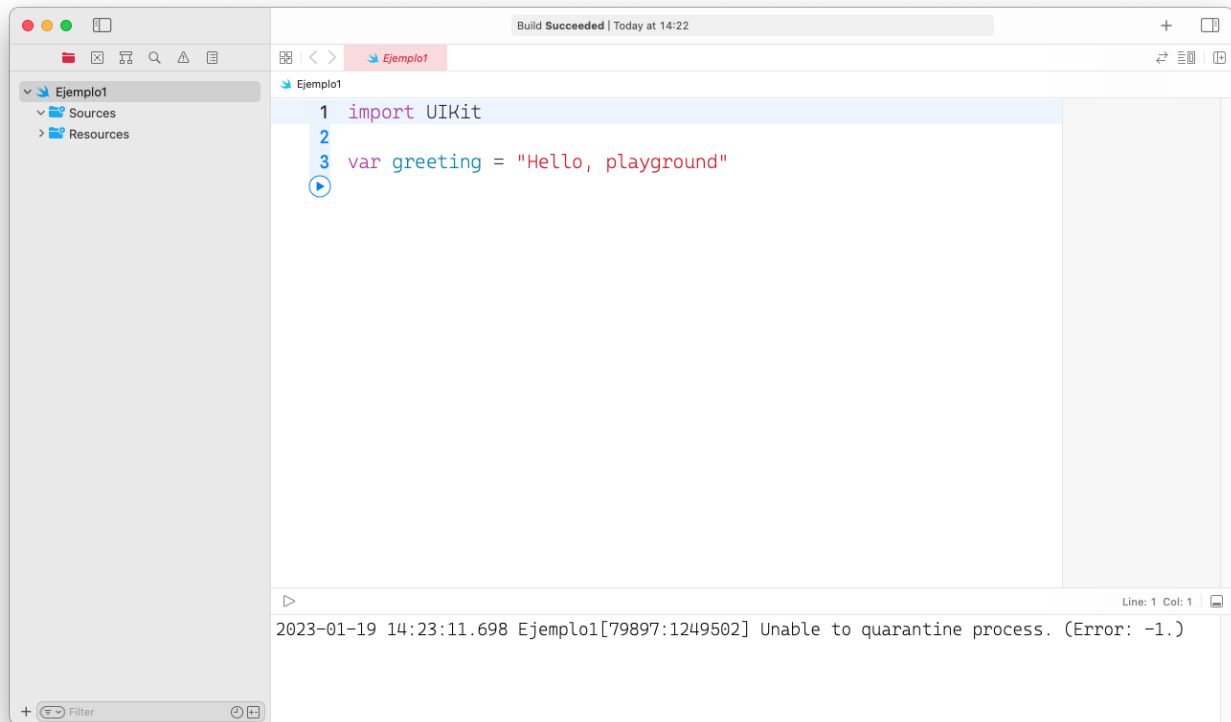 Build Succeeded | Today at 14:22
Ejemplo1
Ejemplo1
Sources
Resources
Ejemplo1
1 import UIKit
2
3 var greeting = "Hello, playground"
Line: 1 Col: 1
2023-01-19 14:23:11.698 Ejemplo1[79897:1249502] Unable to quarantine process. (Error: -1.)
Filter